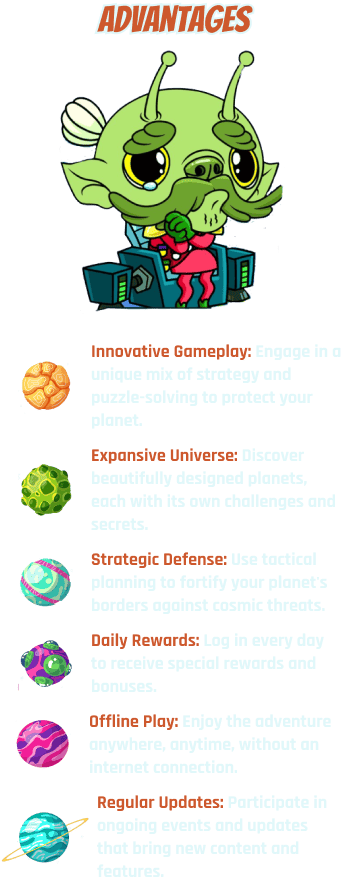 ADVANTAGES
Innovative Gameplay: Engage in a
unique mix of strategy and
puzzle-solving to protect your
planet.
Expansive Universe: Discover
beautifully designed planets,
each with its own challenges and
secrets.
Strategic Defense: Use tactical
planning to fortify your planet's
borders against cosmic threats.
Daily Rewards: Log in every day
to receive special rewards and
bonuses.
Offline Play: Enjoy the adventure
anywhere, anytime, without an
internet connection.
Regular Updates: Participate in
ongoing events and updates
that bring new content and
features.